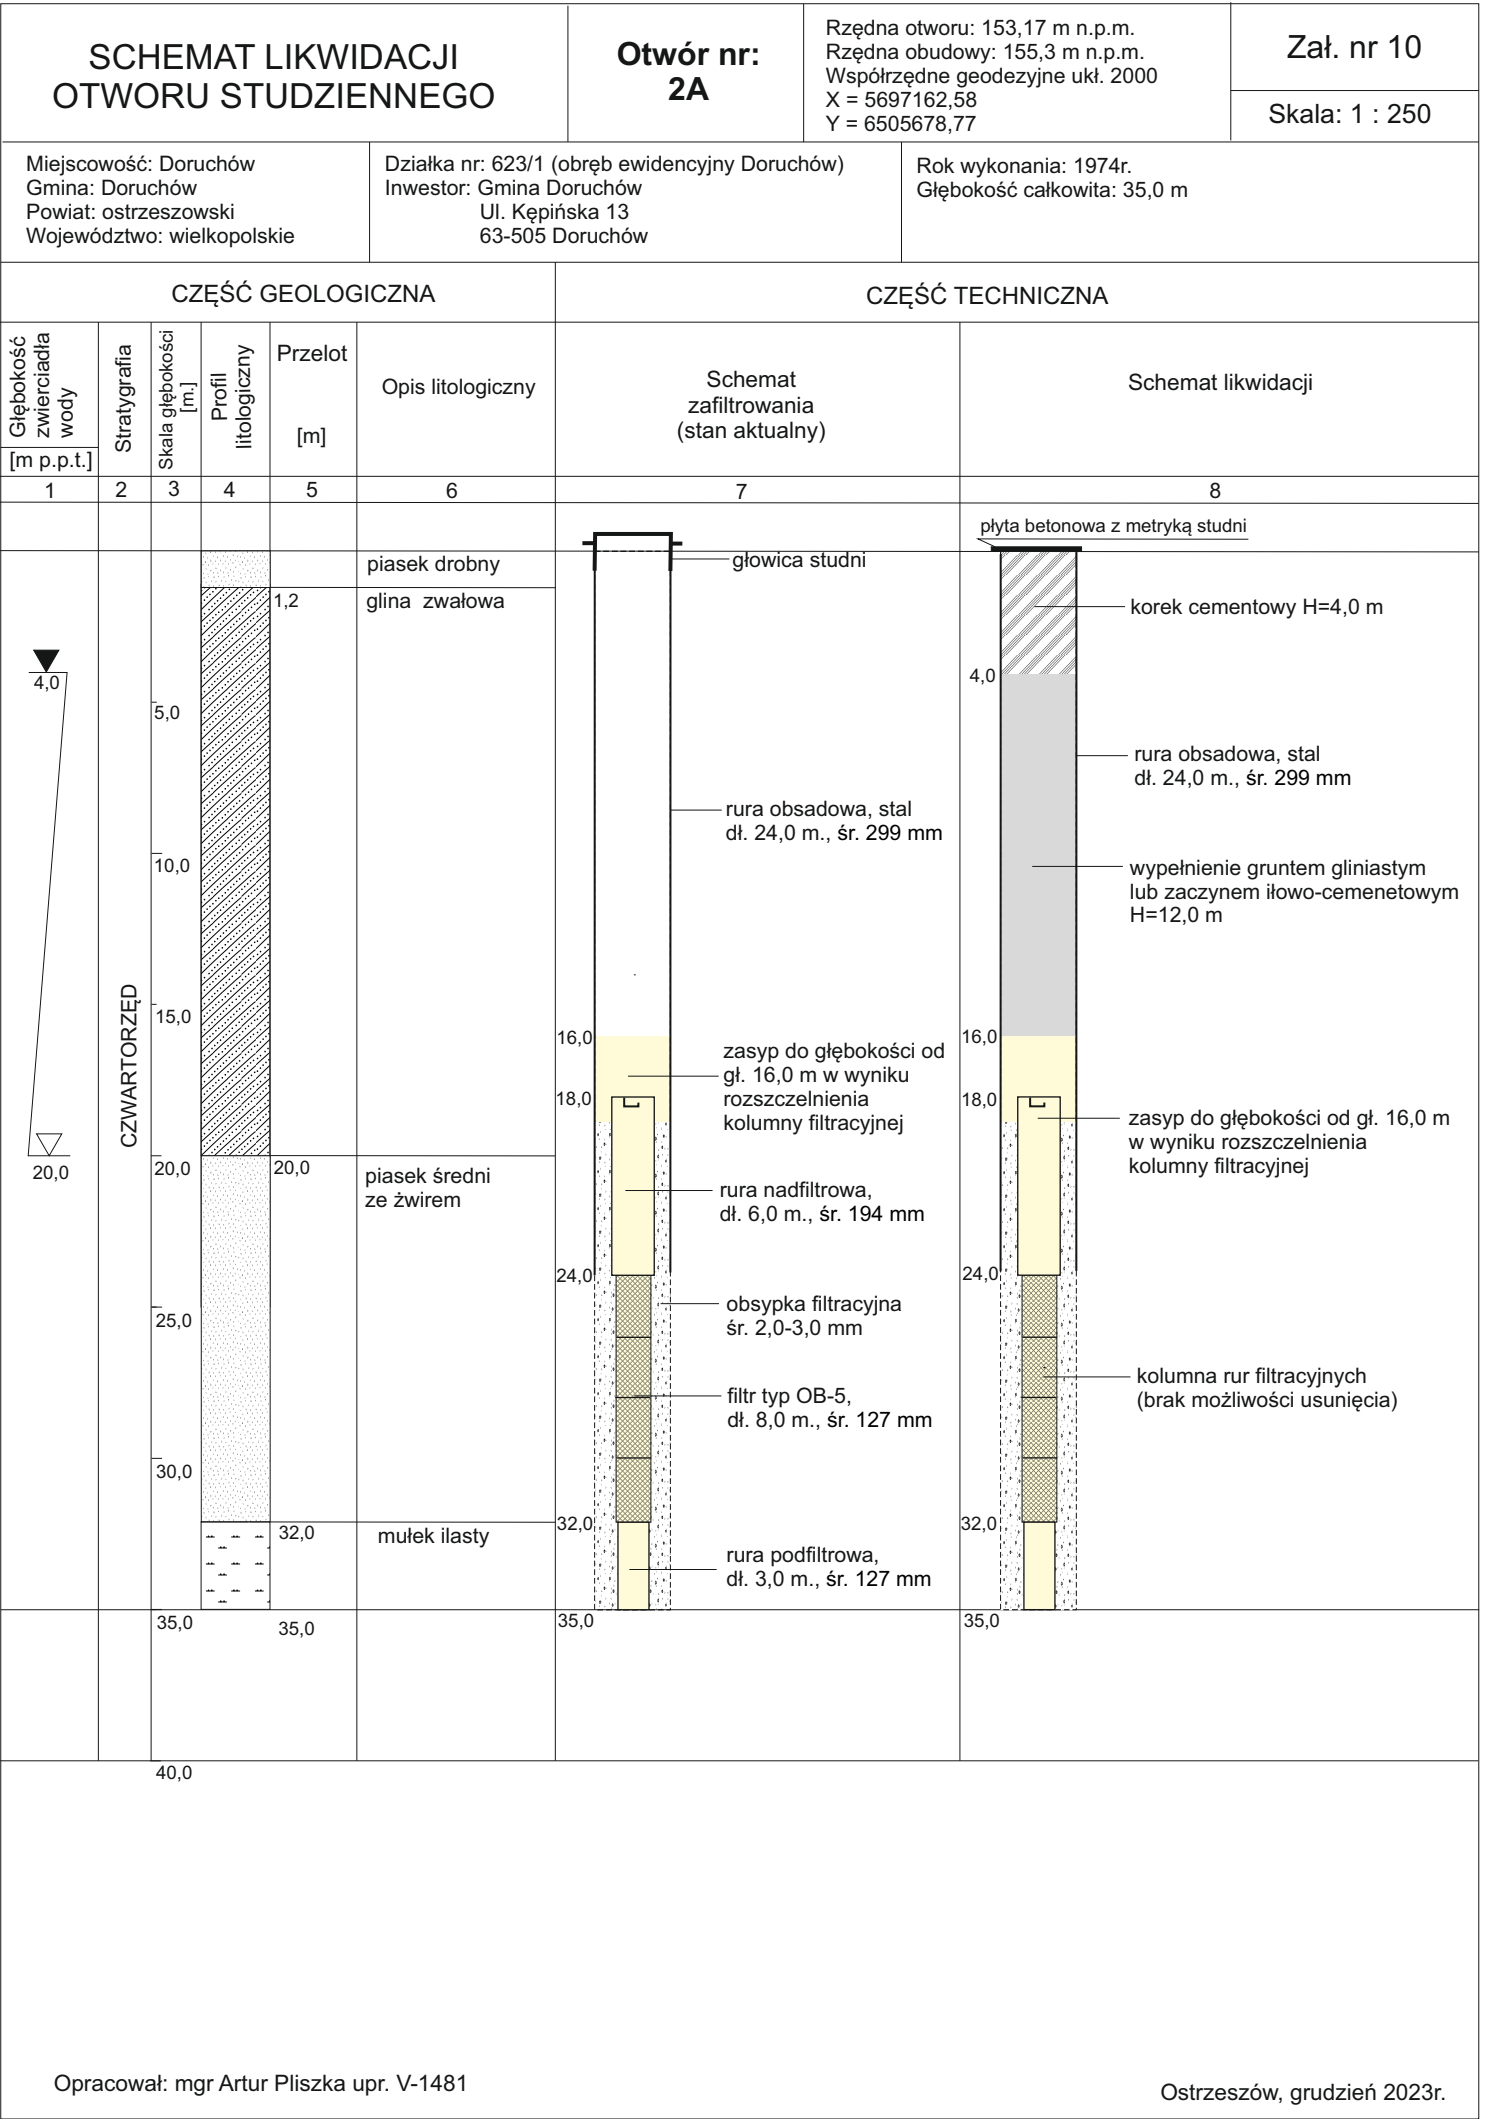 SCHEMAT LIKWIDACJI
OTWORU STUDZIENNEGO
Otwór nr:
2A
Rzędna otworu: 153,17 m n.p.m.
Rzędna obudowy: 155,3 m n.p.m.
Współrzędne geodezyjne ukł. 2000
X = 5697162,58
Y = 6505678,77
Zał. nr 10
Skala: 1 : 250
Miejscowość: Doruchów
Gmina: Doruchów
Powiat: ostrzeszowski
Województwo: wielkopolskie
Działka nr: 623/1 (obręb ewidencyjny Doruchów)
Inwestor: Gmina Doruchów
Ul. Kępińska 13
63-505 Doruchów
Rok wykonania: 1974r.
Głębokość całkowita: 35,0 m
CZĘŚĆ GEOLOGICZNA
CZĘŚĆ TECHNICZNA
Głębokość
zwierciadła
wody
[m p.p.t.]
Stratygrafia
Skala głębokości
[m.]
Profil
litologiczny
Przelot
[m]
Opis litologiczny
Schemat
zafiltrowania
(stan aktualny)
Schemat likwidacji
1
2
3
4
5
6
7
8
4,0
20,0
CZWARTORZĘD
5,0
10,0
15,0
20,0
25,0
30,0
35,0
40,0
1,2
20,0
32,0
35,0
piasek drobny
glina zwałowa
piasek średni
ze żwirem
mułek ilasty
głowica studni
rura obsadowa, stal
dł. 24,0 m., śr. 299 mm
16,0
zasyp do głębokości od
gł. 16,0 m w wyniku
rozszczelnienia
kolumny filtracyjnej
18,0
rura nadfiltrowa,
dł. 6,0 m., śr. 194 mm
24,0
obsypka filtracyjna
śr. 2,0-3,0 mm
filtr typ OB-5,
dł. 8,0 m., śr. 127 mm
32,0
rura podfiltrowa,
dł. 3,0 m., śr. 127 mm
35,0
płyta betonowa z metryką studni
korek cementowy H=4,0 m
4,0
rura obsadowa, stal
dł. 24,0 m., śr. 299 mm
wypełnienie gruntem gliniastym
lub zaczynem iłowo-cemenetowym
H=12,0 m
16,0
18,0
zasyp do głębokości od gł. 16,0 m
w wyniku rozszczelnienia
kolumny filtracyjnej
24,0
kolumna rur filtracyjnych
(brak możliwości usunięcia)
32,0
35,0
Opracował: mgr Artur Pliszka upr. V-1481
Ostrzeszów, grudzień 2023r.